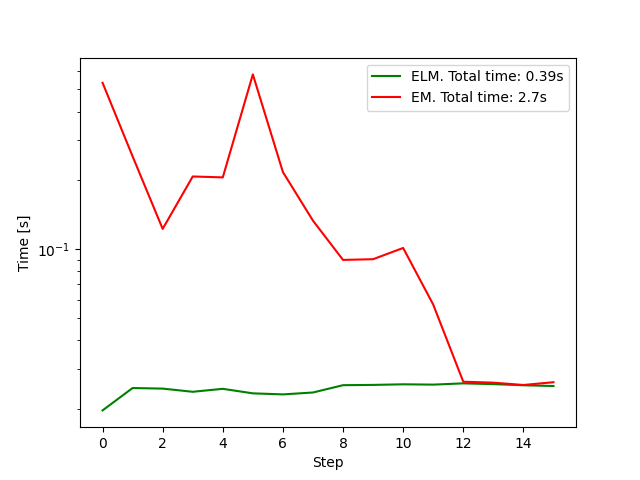 ELM. Total time: 0.39s
EM. Total time: 2.7s
Time [s]
10⁻¹
0 2 4 6 8 10 12 14
Step